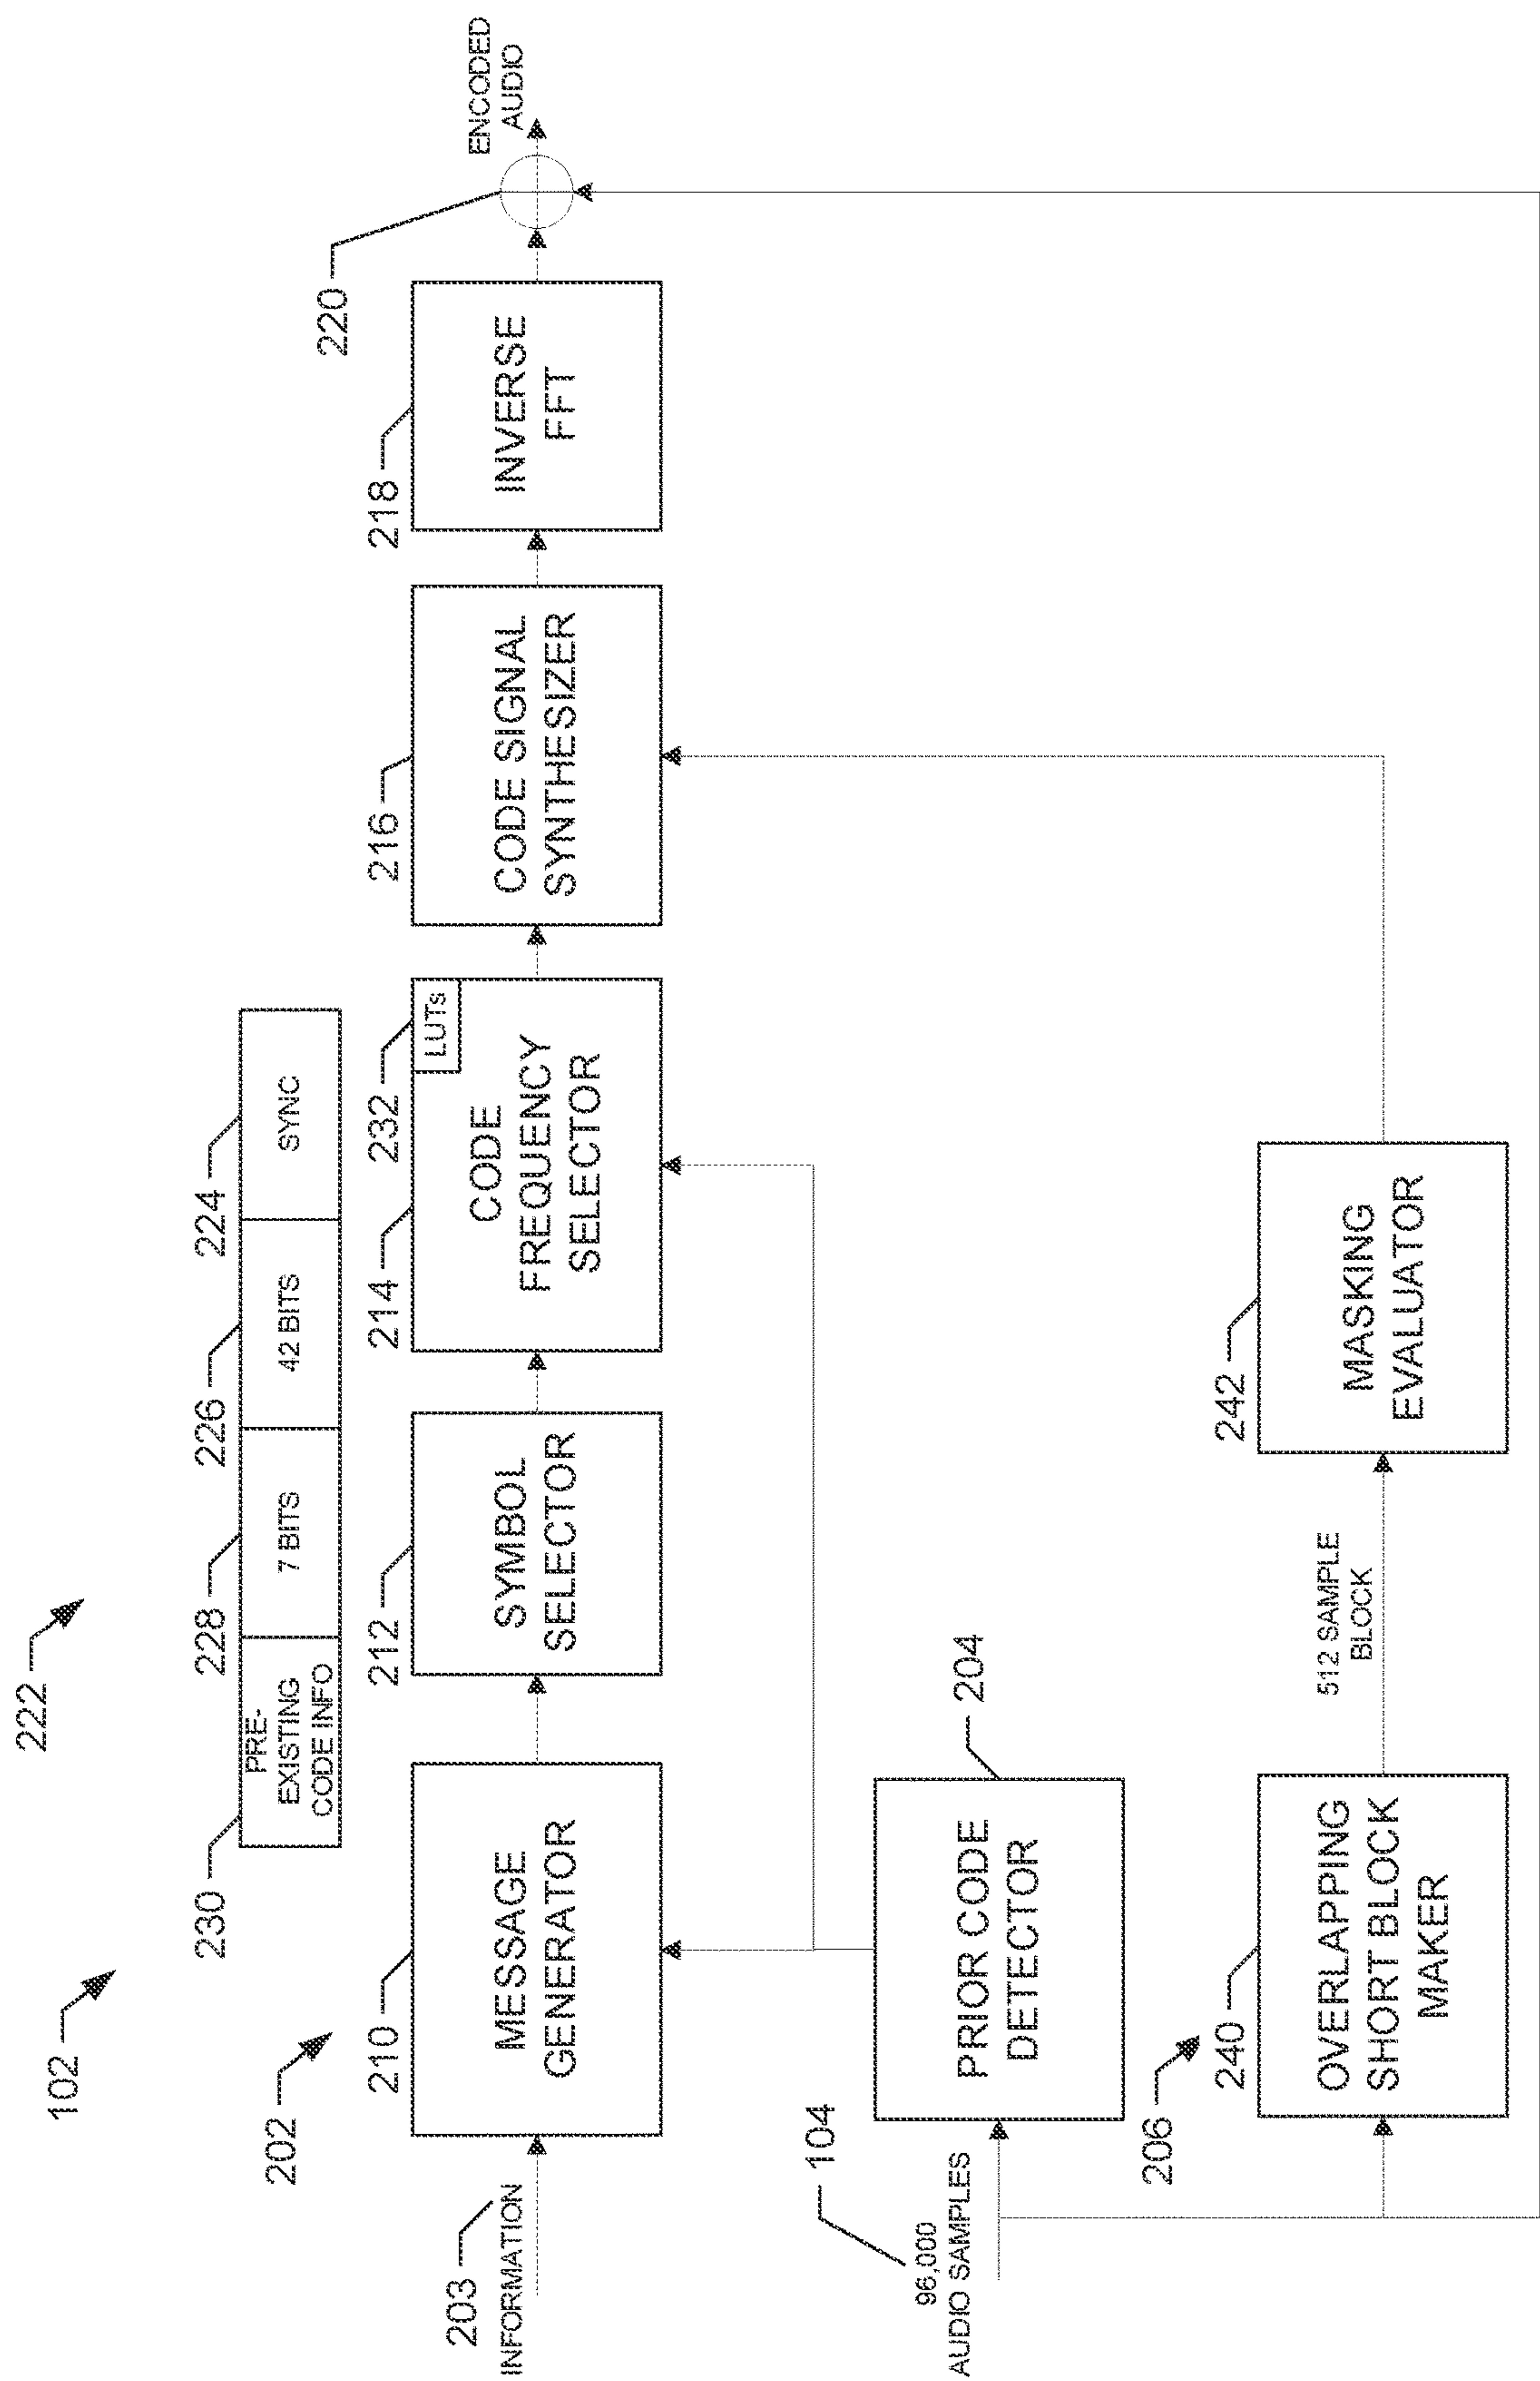 222
102
230
228
226
224
PRE-
EXISTING
CODE INFO
7 BITS
42 BITS
SYNC
202
220
210
212
214
232
216
218
203
INFORMATION
MESSAGE
GENERATOR
SYMBOL
SELECTOR
CODE
FREQUENCY
SELECTOR
LUTs
CODE SIGNAL
SYNTHESIZER
INVERSE
FFT
ENCODED
AUDIO
104
96,000
AUDIO SAMPLES
PRIOR CODE
DETECTOR
204
206
240
OVERLAPPING
SHORT BLOCK
MAKER
512 SAMPLE
BLOCK
242
MASKING
EVALUATOR